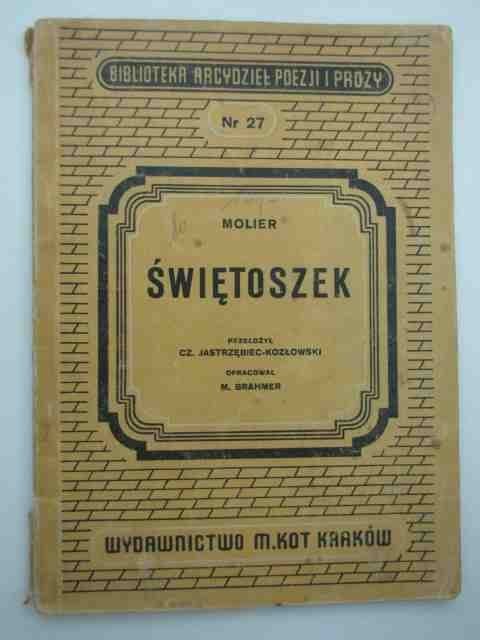 BIBLIOTEKA ARCYDZIEŁ POEZJI I PROZY
Nr 27
MOLIER
ŚWIĘTOSZEK
PRZEŁOŻYŁ
CZ. JASTRZĘBIEC-KOZŁOWSKI
OPRACOWAŁ
M. BRAHMER
WYDAWNICTWO M. KOT KRAKÓW